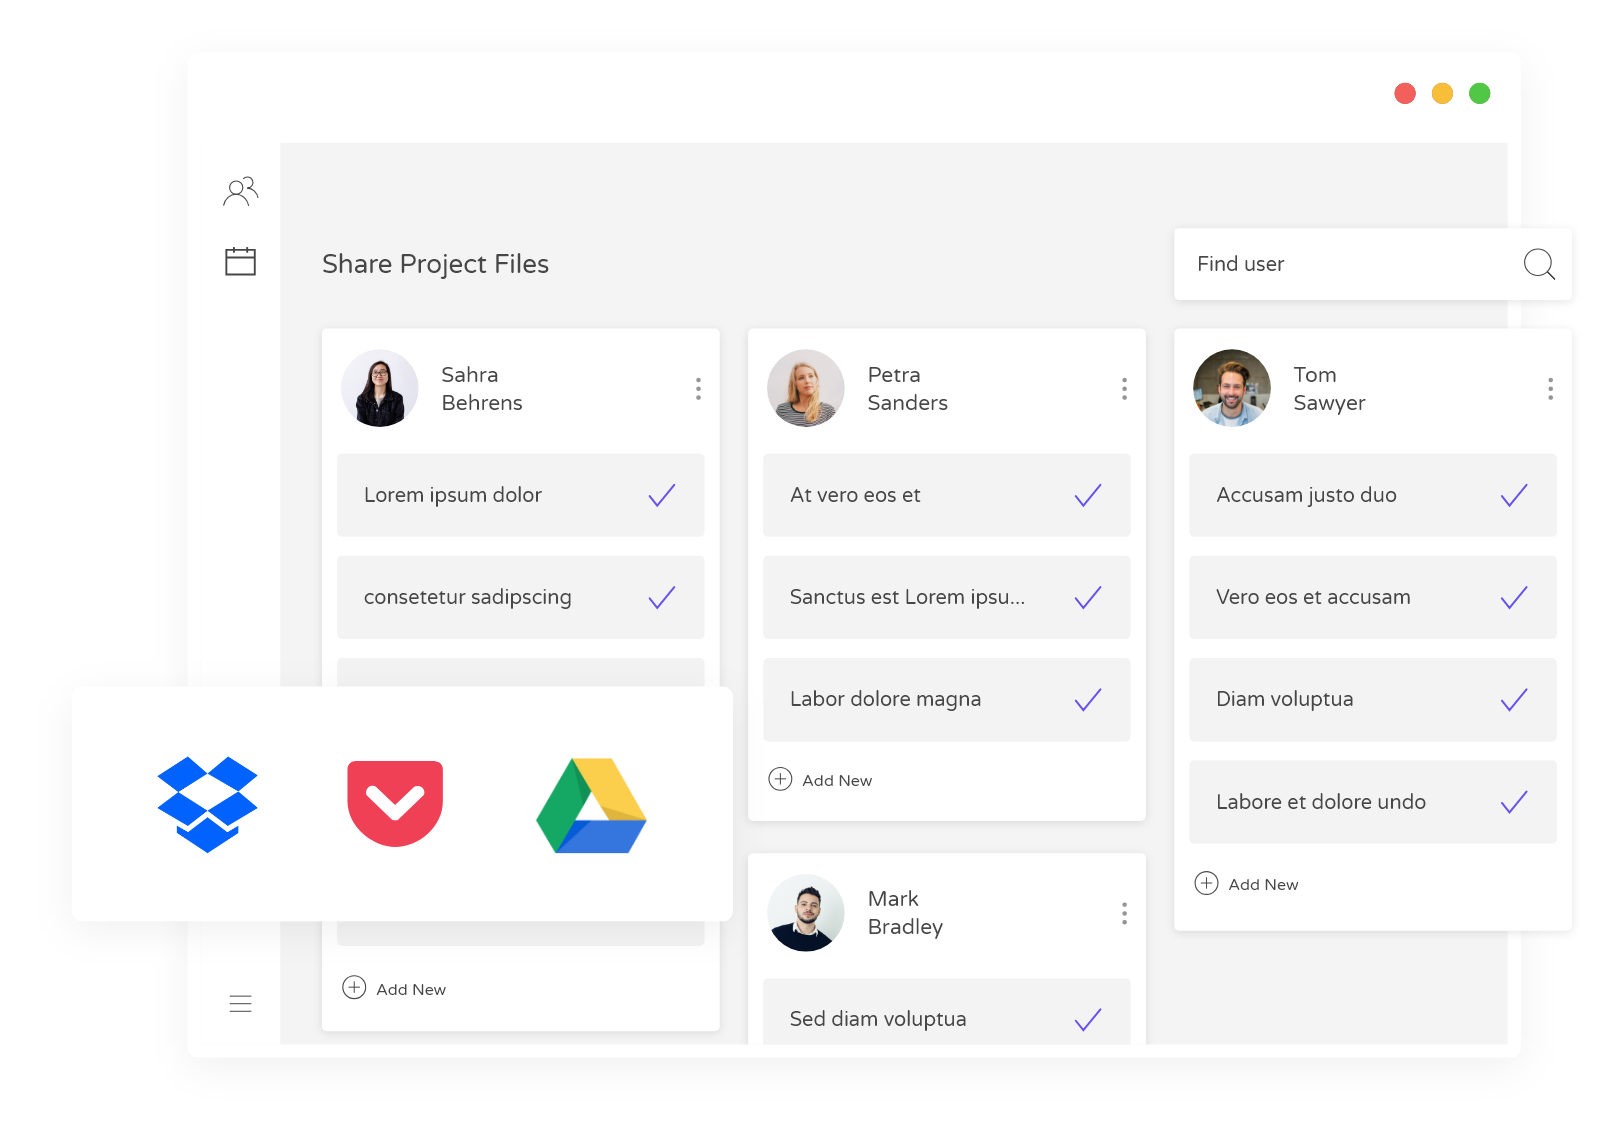 Share Project Files
Find user
Sahra
Behrens
Lorem ipsum dolor
consetetur sadipscing
Add New
Petra
Sanders
At vero eos et
Sanctus est Lorem ipsu...
Labor dolore magna
Add New
Mark
Bradley
Sed diam voluptua
Tom
Sawyer
Accusam justo duo
Vero eos et accusam
Diam voluptua
Labore et dolore undo
Add New